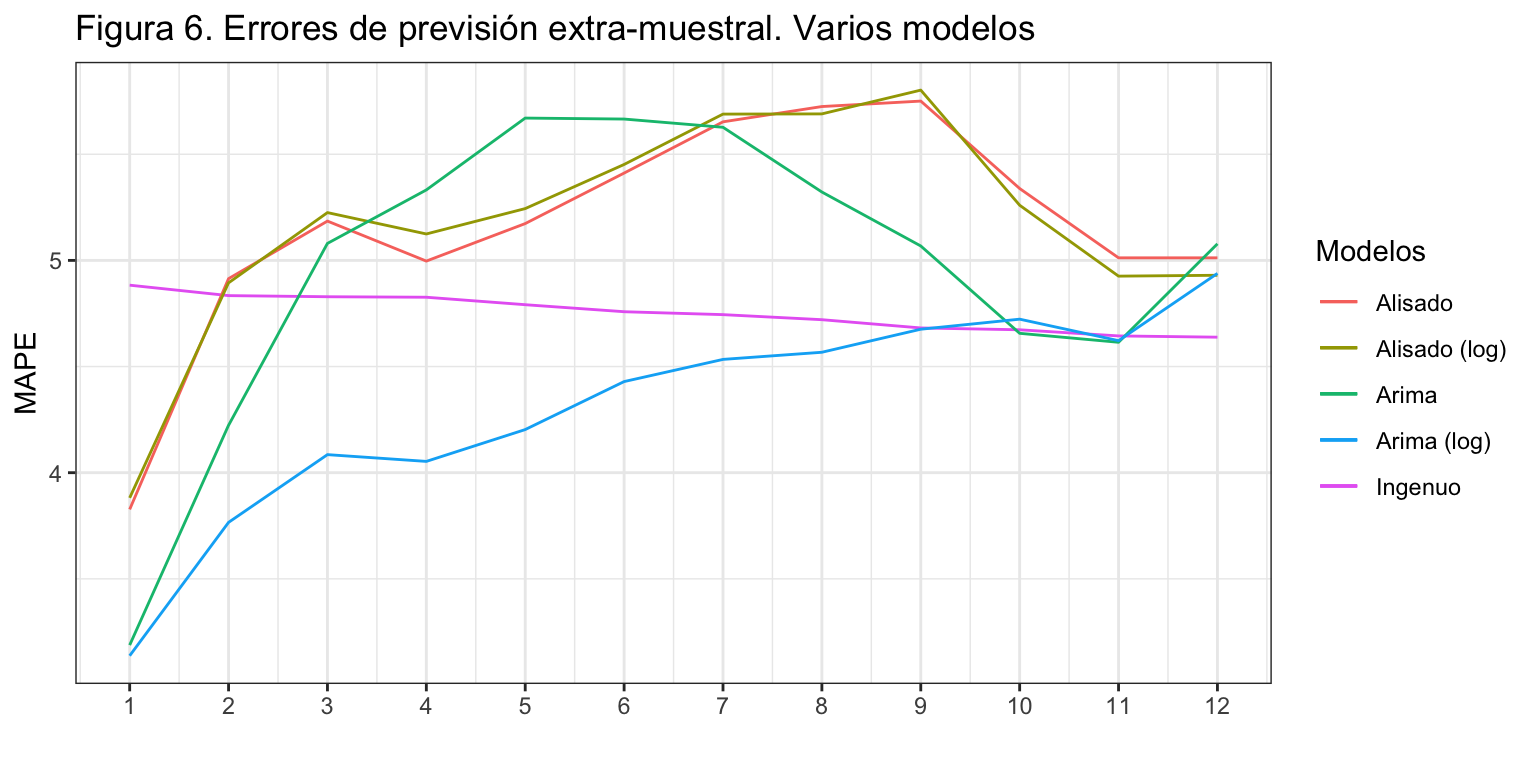 Figura 6. Errores de previsión extra-muestral. Varios modelos
MAPE
5
4
1 2 3 4 5 6 7 8 9 10 11 12
Modelos
Alisado
Alisado (log)
Arima
Arima (log)
Ingenuo